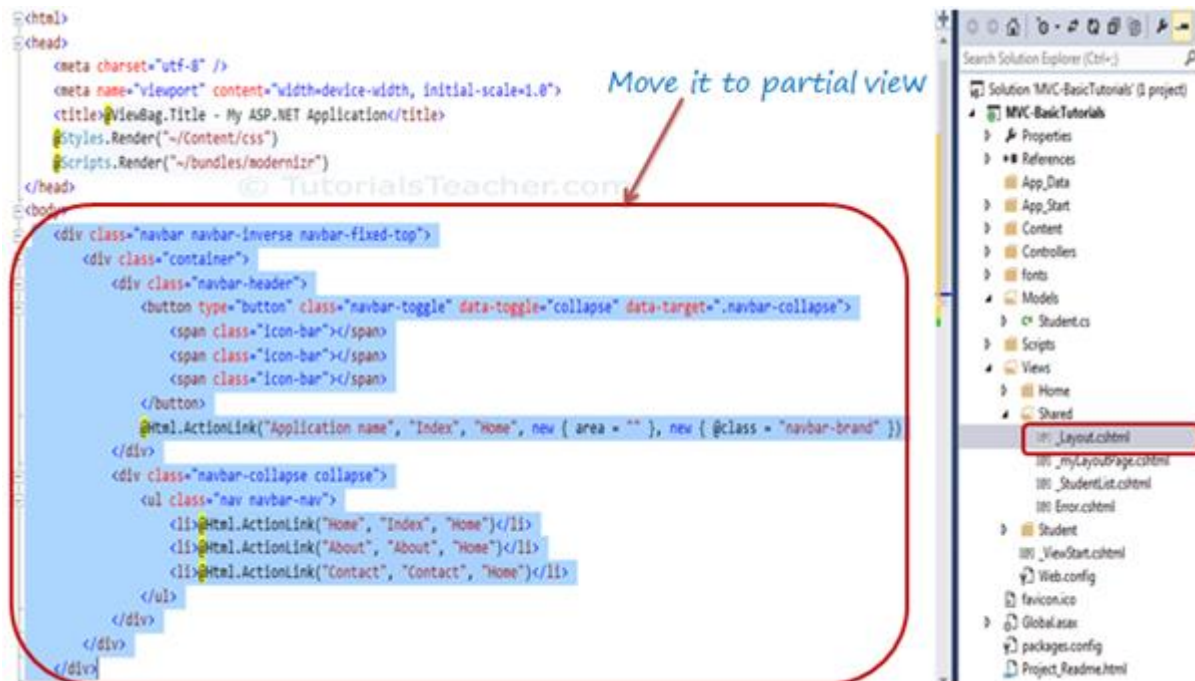 <html>
<head>
<meta charset="utf-8" />
<meta name="viewport" content="width=device-width, initial-scale=1.0">
<title>@ViewBag.Title - My ASP.NET Application</title>
@Styles.Render("~/Content/css")
@Scripts.Render("~/bundles/modernizr")
</head>
<body>
<div class="navbar navbar-inverse navbar-fixed-top">
<div class="container">
<div class="navbar-header">
<button type="button" class="navbar-toggle" data-toggle="collapse" data-target=".navbar-collapse">
<span class="icon-bar"></span>
<span class="icon-bar"></span>
<span class="icon-bar"></span>
</button>
@Html.ActionLink("Application name", "Index", "Home", new { area = "" }, new { @class = "navbar-brand" })
</div>
<div class="navbar-collapse collapse">
<ul class="nav navbar-nav">
<li>@Html.ActionLink("Home", "Index", "Home")</li>
<li>@Html.ActionLink("About", "About", "Home")</li>
<li>@Html.ActionLink("Contact", "Contact", "Home")</li>
</ul>
</div>
</div>
</div>
Move it to partial view
© TutorialsTeacher.com
Search Solution Explorer (Ctrl+;)
Solution 'MVC-BasicTutorials' (1 project)
MVC-BasicTutorials
Properties
References
App_Data
App_Start
Content
Controllers
fonts
Models
C# Student.cs
Scripts
Views
Home
Shared
_Layout.cshtml
_myLayoutPage.cshtml
_StudentList.cshtml
Error.cshtml
Student
_ViewStart.cshtml
Web.config
favicon.ico
Global.asax
packages.config
Project_Readme.html